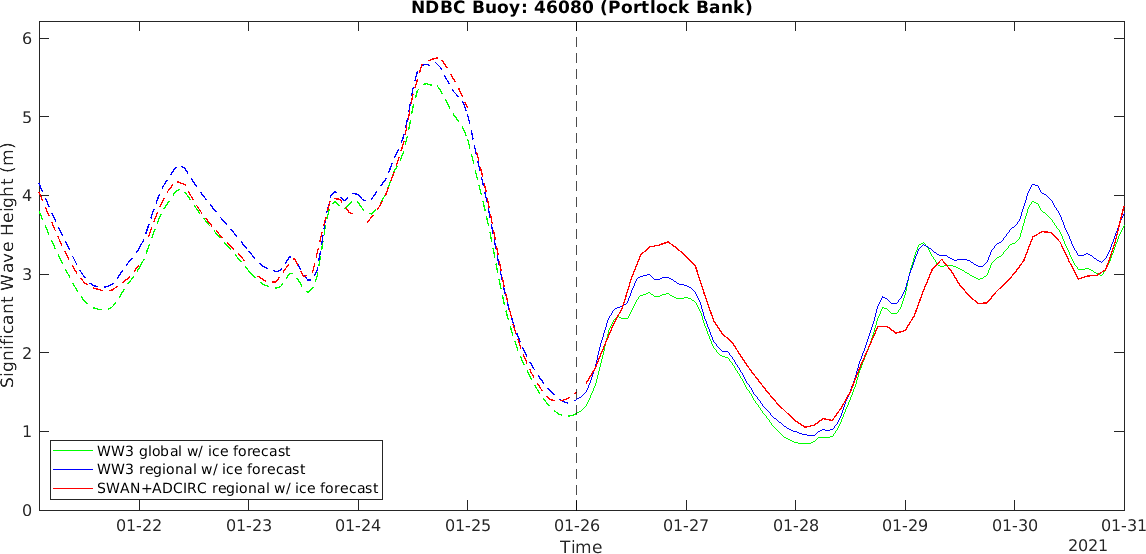 NDBC Buoy: 46080 (Portlock Bank)
Significant Wave Height (m)
6
5
4
3
2
1
0
WW3 global w/ ice forecast
WW3 regional w/ ice forecast
SWAN+ADCIRC regional w/ ice forecast
01-22 01-23 01-24 01-25 01-26 01-27 01-28 01-29 01-30 01-31
Time
2021